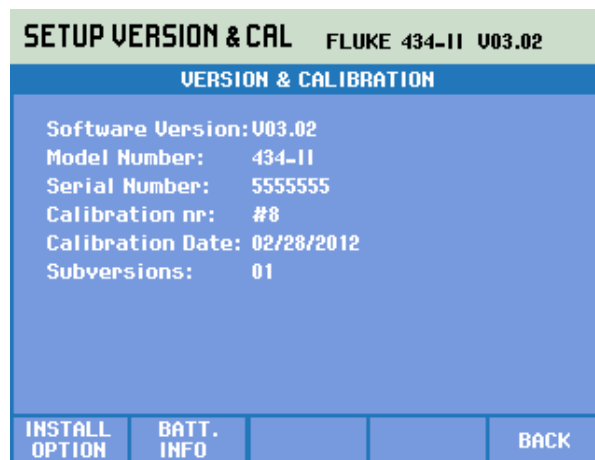 SETUP VERSION & CAL FLUKE 434-II V03.02
VERSION & CALIBRATION
Software Version: V03.02
Model Number: 434-II
Serial Number: 5555555
Calibration nr: #8
Calibration Date: 02/28/2012
Subversions: 01
INSTALL OPTION
BATT. INFO
BACK